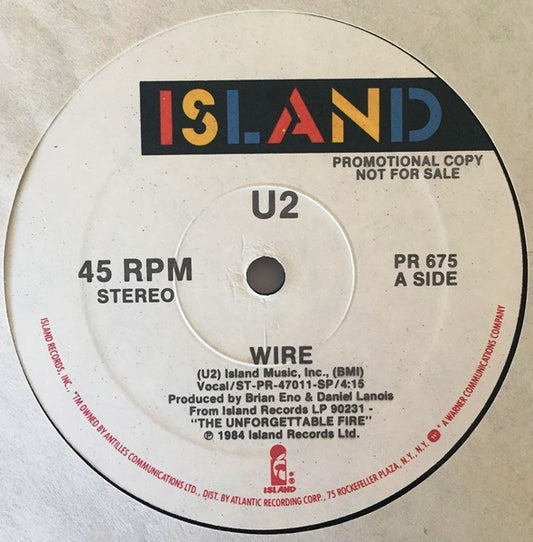 ISLAND
PROMOTIONAL COPY
NOT FOR SALE
U2
45 RPM
STEREO
PR 675
A SIDE
WIRE
(U2) Island Music, Inc., (BMI)
Vocal/ST-PR-47011-SP/4:15
Produced by Brian Eno & Daniel Lanois
From Island Records LP 90231 -
"THE UNFORGETTABLE FIRE"
℗ 1984 Island Records Ltd.
ISLAND®
ISLAND RECORDS, INC., *TM OWNED BY ANTILLES COMMUNICATIONS LTD., DIST. BY ATLANTIC RECORDING CORP., 75 ROCKEFELLER PLAZA, N.Y., N.Y. * A WARNER COMMUNICATIONS COMPANY